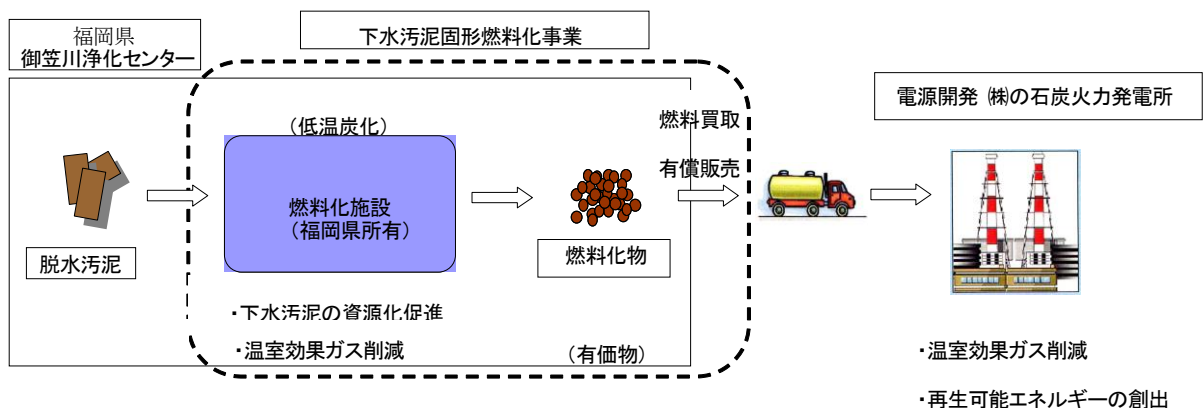 福岡県
御笠川浄化センター
下水汚泥固形燃料化事業
電源開発 ㈱の石炭火力発電所
(低温炭化)
燃料買取
有償販売
燃料化施設
(福岡県所有)
脱水汚泥
燃料化物
・下水汚泥の資源化促進
・温室効果ガス削減
(有価物)
・温室効果ガス削減
・再生可能エネルギーの創出